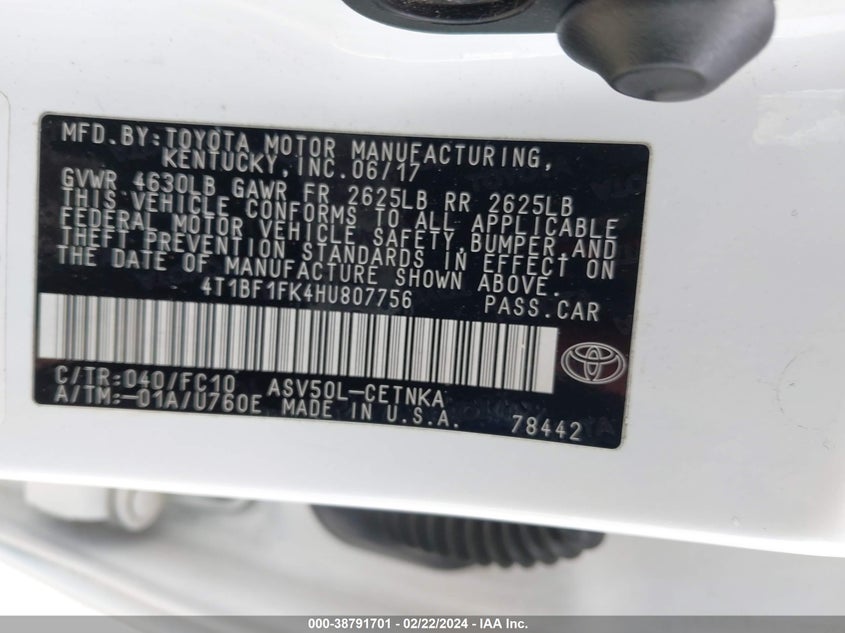 MFD.BY:TOYOTA MOTOR MANUFACTURING,
KENTUCKY,INC.06/17
GVWR 4630LB GAWR FR 2625LB RR 2625LB
THIS VEHICLE CONFORMS TO ALL APPLICABLE
FEDERAL MOTOR VEHICLE SAFETY,BUMPER,AND
THEFT PREVENTION STANDARDS IN EFFECT ON
THE DATE OF MANUFACTURE SHOWN ABOVE.
4T1BF1FK4HU807756 PASS.CAR
C/TR:040/FC10 ASV50L-CETNKA
A/TM:-01A/U760E MADE IN U.S.A. 78442
000-38791701 - 02/22/2024 - IAA Inc.